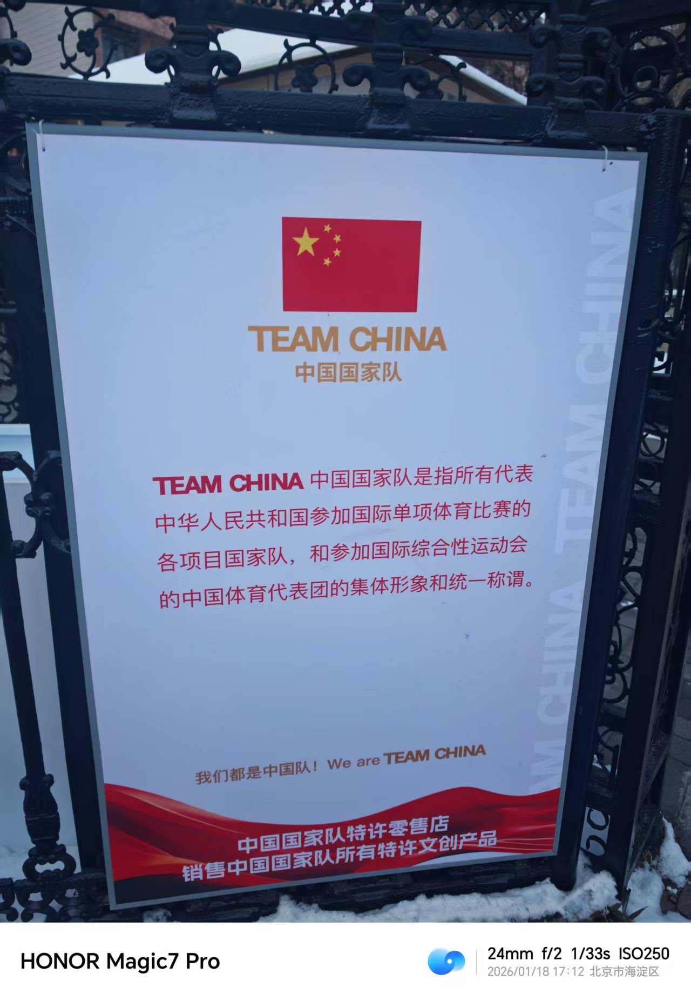 TEAM CHINA
中国国家队
TEAM CHINA 中国国家队是指所有代表
中华人民共和国参加国际单项体育比赛的
各项目国家队，和参加国际综合性运动会
的中国体育代表团的集体形象和统一称谓。
我们都是中国队！We are TEAM CHINA
中国国家队特许零售店
销售中国国家队所有特许文创产品
AM CHINA TEAM CHINA
HONOR Magic7 Pro
24mm f/2 1/33s ISO250
2026/01/18 17:12 北京市海淀区